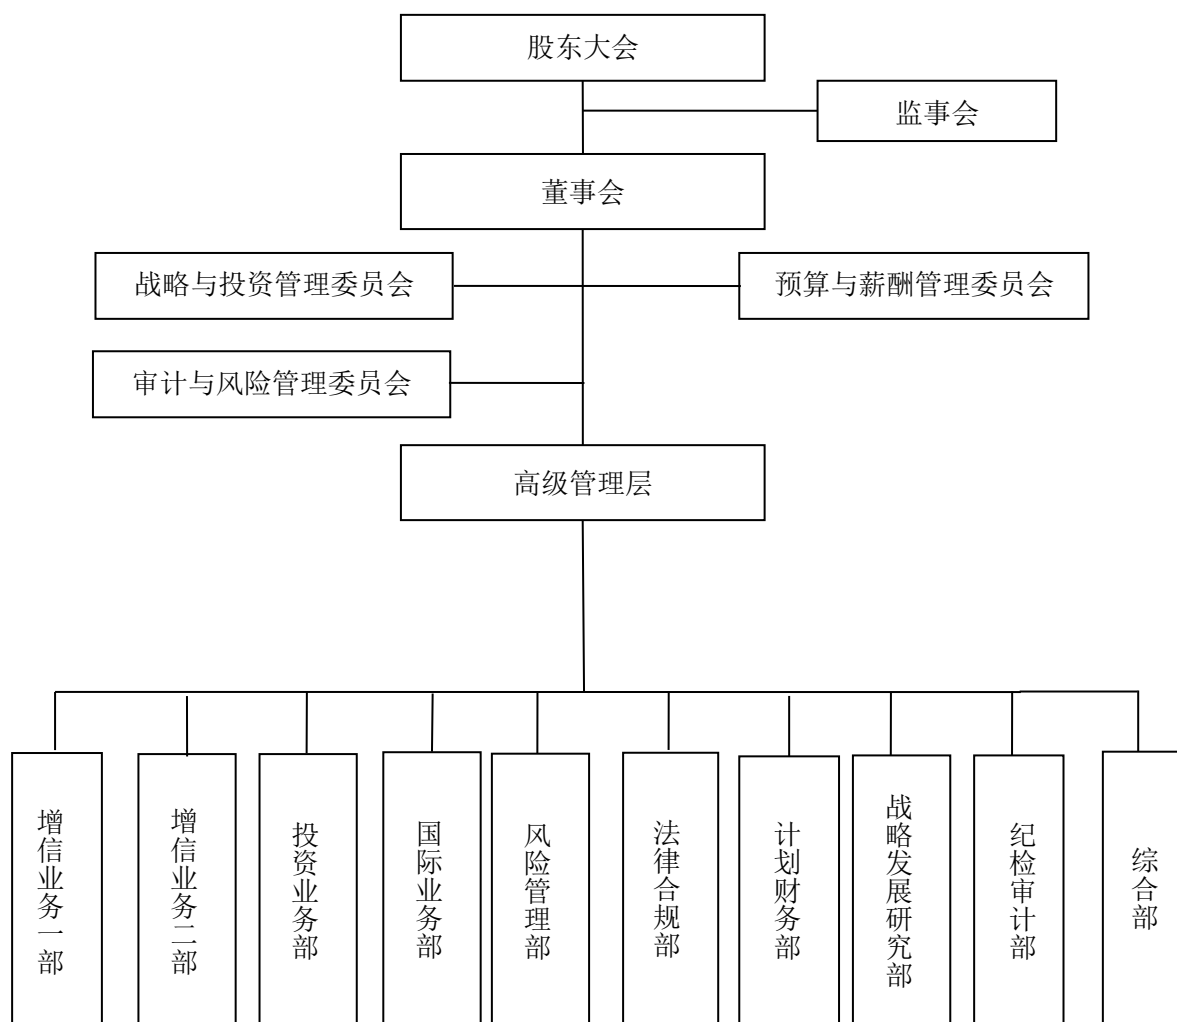 股东大会
监事会
董事会
战略与投资管理委员会
预算与薪酬管理委员会
审计与风险管理委员会
高级管理层
增信业务一部
增信业务二部
投资业务部
国际业务部
风险管理部
法律合规部
计划财务部
战略发展研究部
纪检审计部
综合部